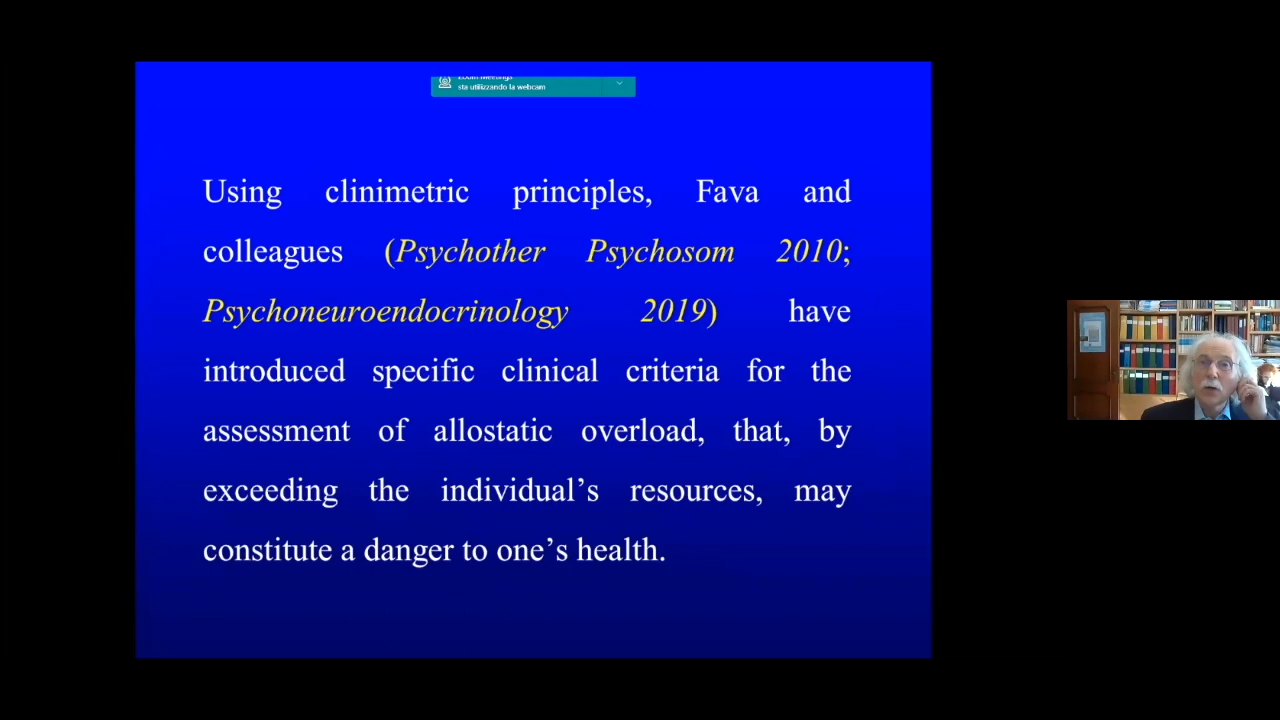 Zoom Meetings
sta utilizzando la webcam
Using clinimetric principles, Fava and
colleagues (Psychother Psychosom 2010;
Psychoneuroendocrinology 2019) have
introduced specific clinical criteria for the
assessment of allostatic overload, that, by
exceeding the individual’s resources, may
constitute a danger to one’s health.